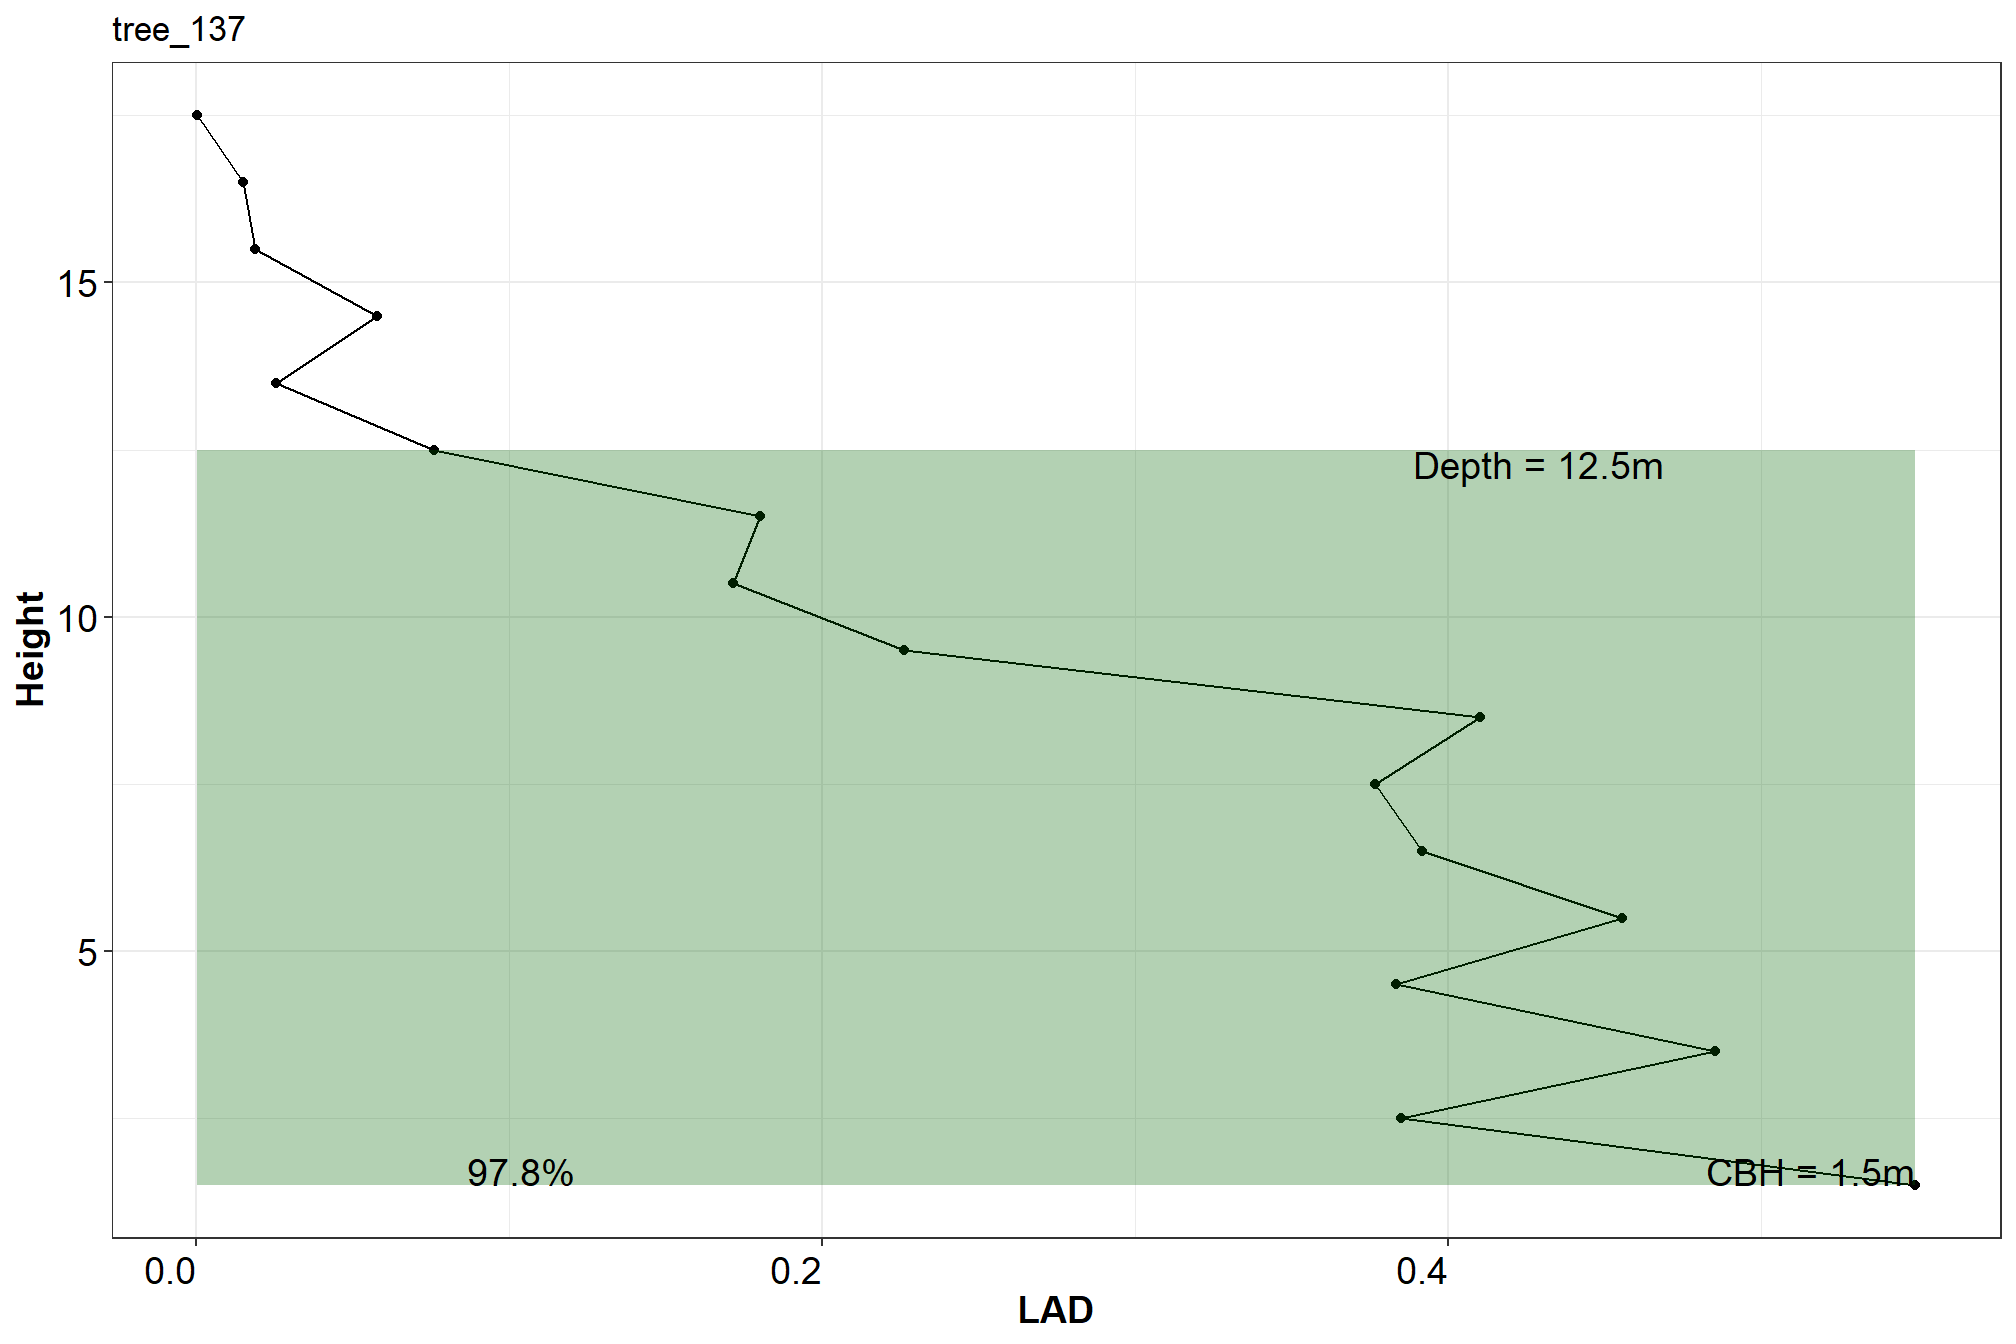 tree_137
15
10
5
Height
Depth = 12.5m
97.8%
CBH = 1.5m
0.0
0.2
0.4
LAD